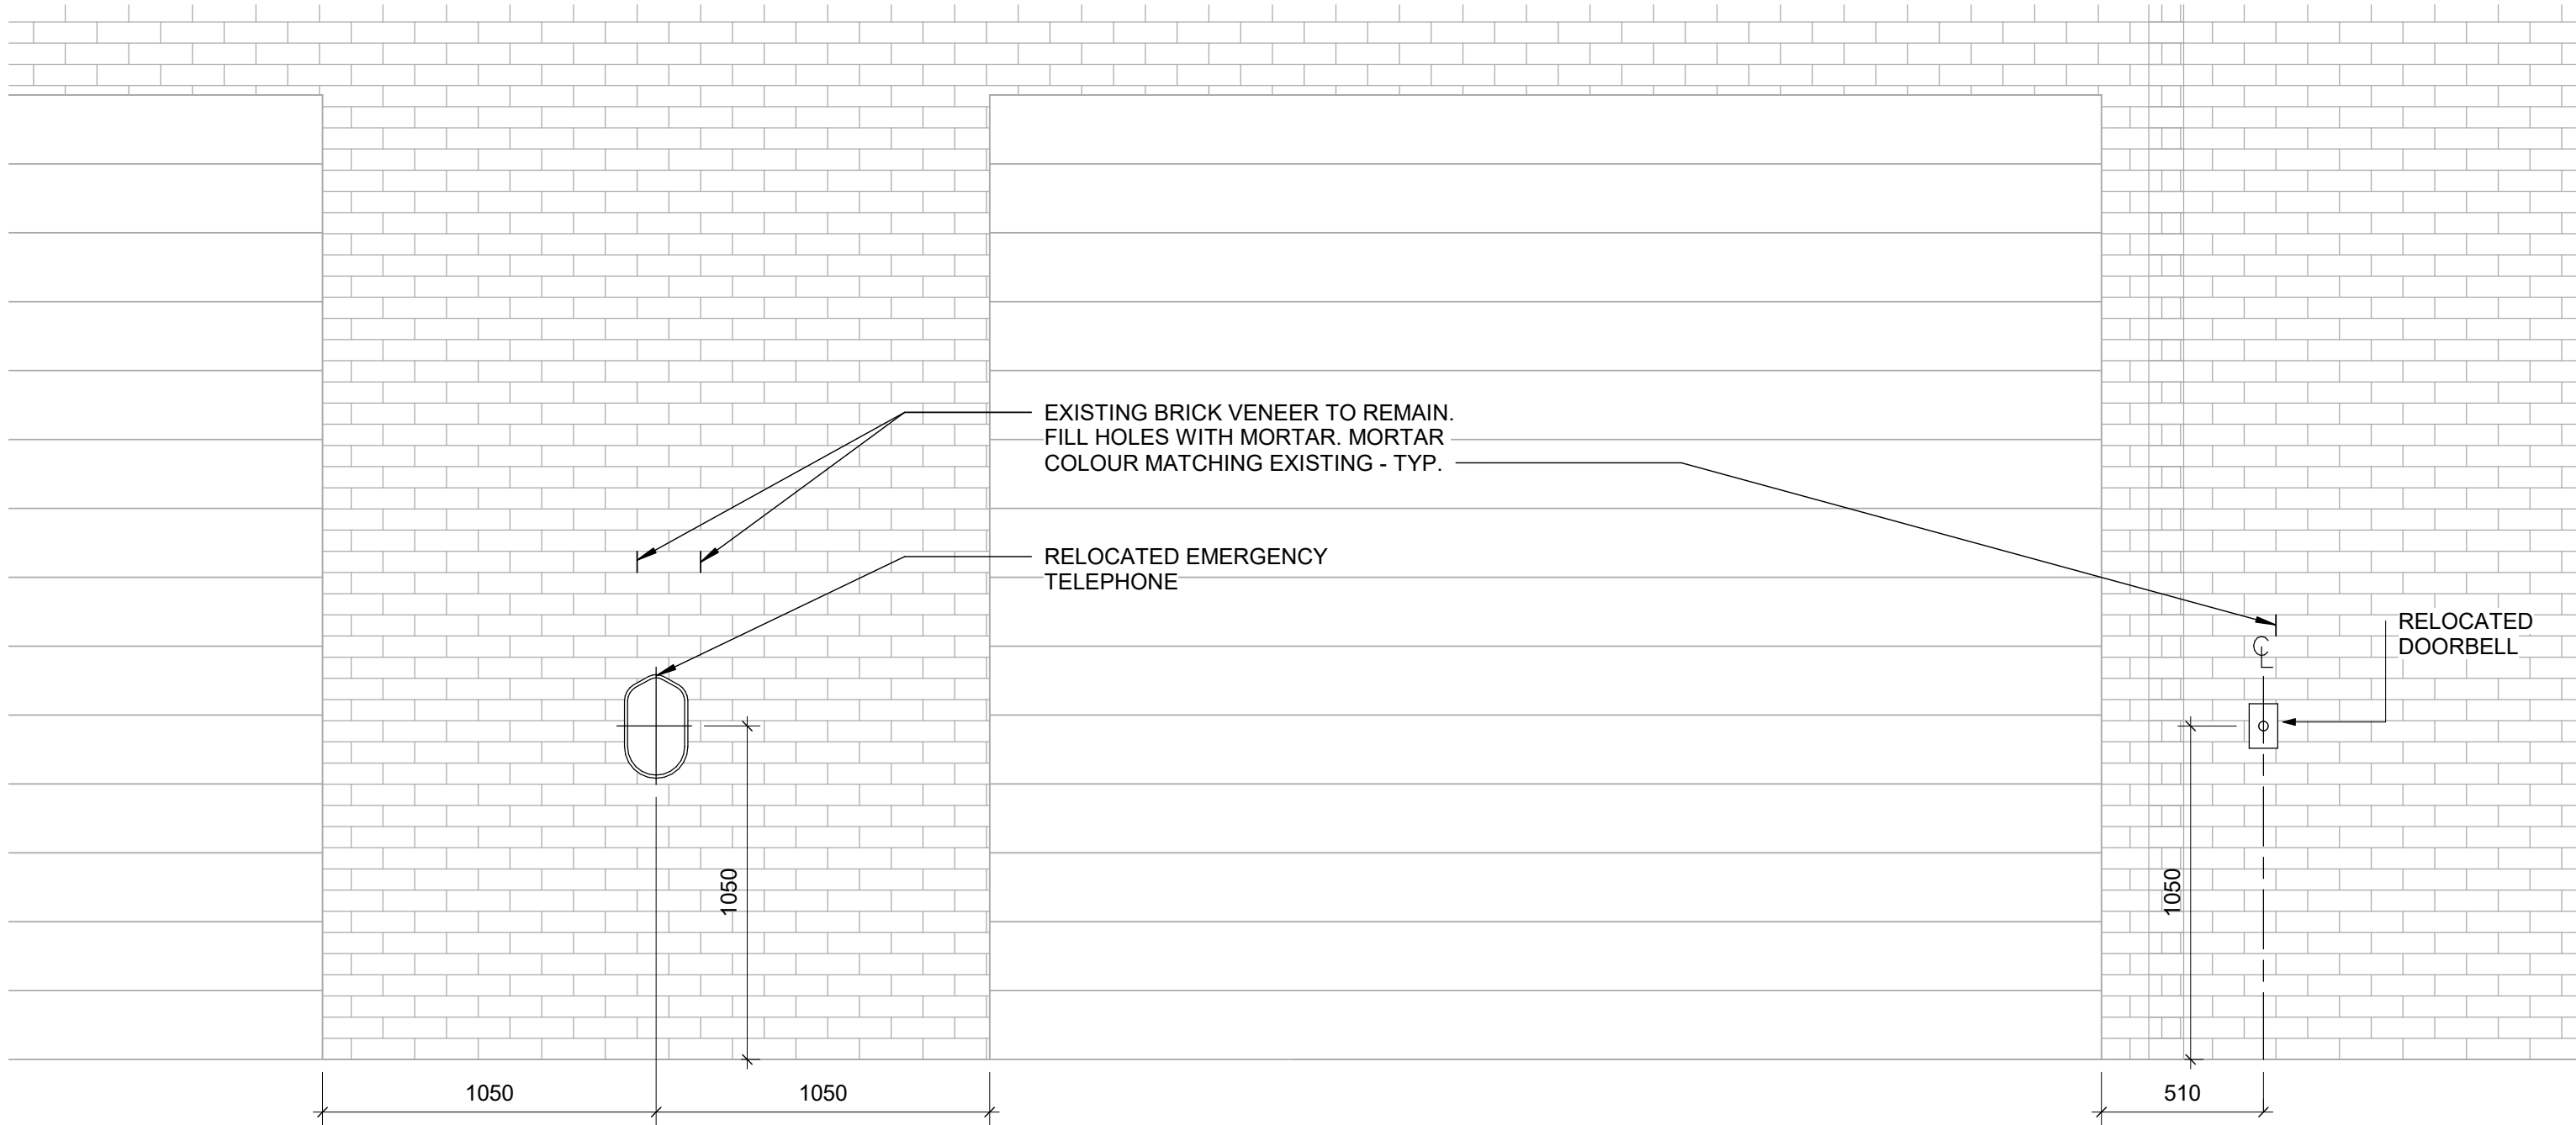 EXISTING BRICK VENEER TO REMAIN.
FILL HOLES WITH MORTAR. MORTAR
COLOUR MATCHING EXISTING - TYP.
RELOCATED EMERGENCY
TELEPHONE
RELOCATED
DOORBELL
CL
1050
1050
1050
1050
510